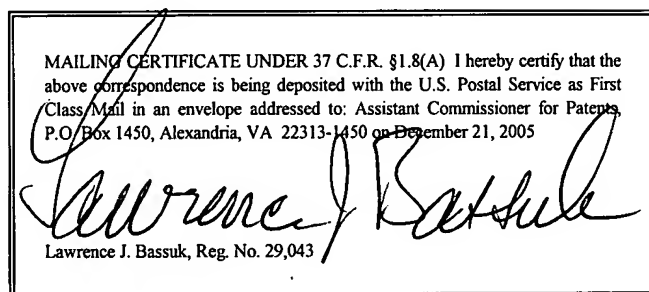 MAILING CERTIFICATE UNDER 37 C.F.R. §1.8(A) I hereby certify that the
above correspondence is being deposited with the U.S. Postal Service as First
Class Mail in an envelope addressed to: Assistant Commissioner for Patents,
P.O. Box 1450, Alexandria, VA 22313-1450 on December 21, 2005
Lawrence J Bassuk
Lawrence J. Bassuk, Reg. No. 29,043